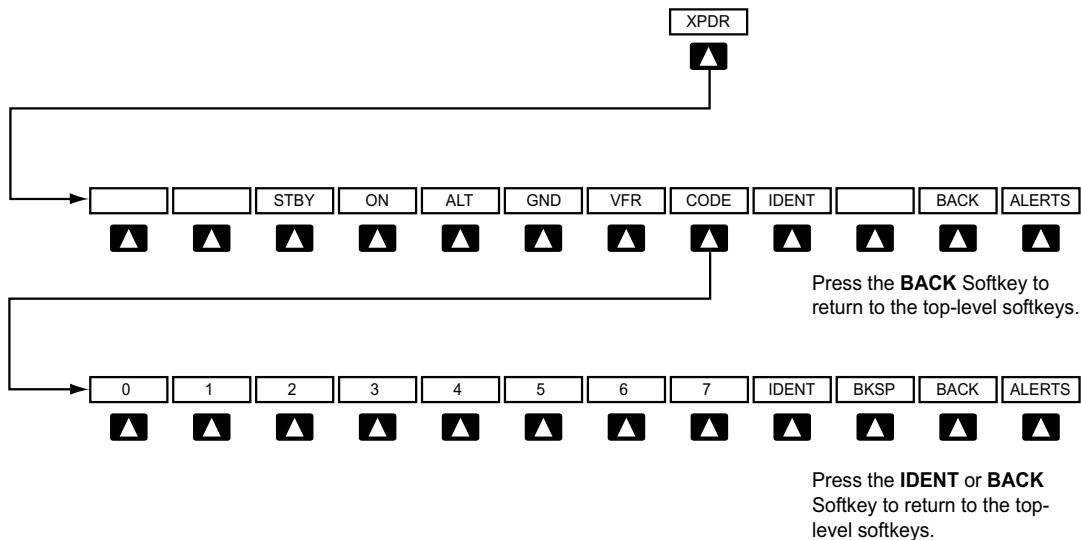 XPDR
STBY ON ALT GND VFR CODE IDENT BACK ALERTS
Press the BACK Softkey to
return to the top-level softkeys.
0 1 2 3 4 5 6 7 IDENT BKSP BACK ALERTS
Press the IDENT or BACK
Softkey to return to the top-
level softkeys.